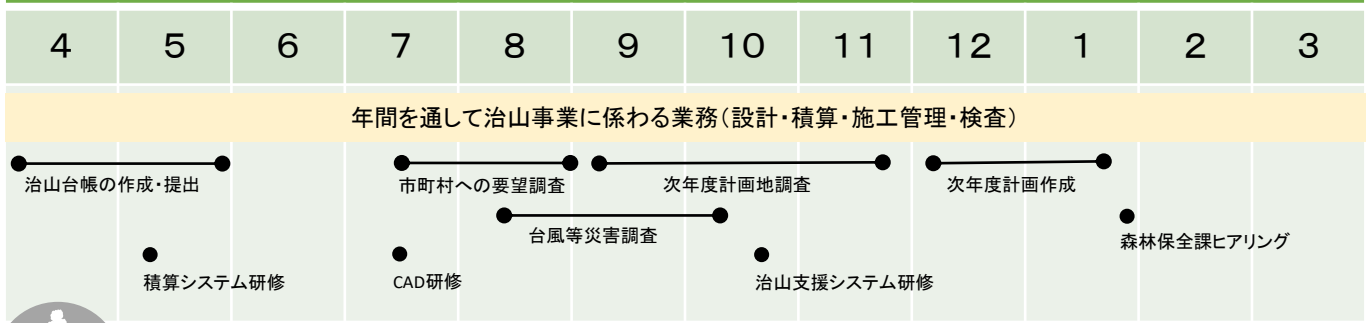 4 5 6 7 8 9 10 11 12 1 2 3
年間を通して治山事業に係わる業務(設計・積算・施工管理・検査)
治山台帳の作成・提出 市町村への要望調査 次年度計画地調査 次年度計画作成
台風等災害調査 森林保全課ヒアリング
積算システム研修 CAD研修 治山支援システム研修